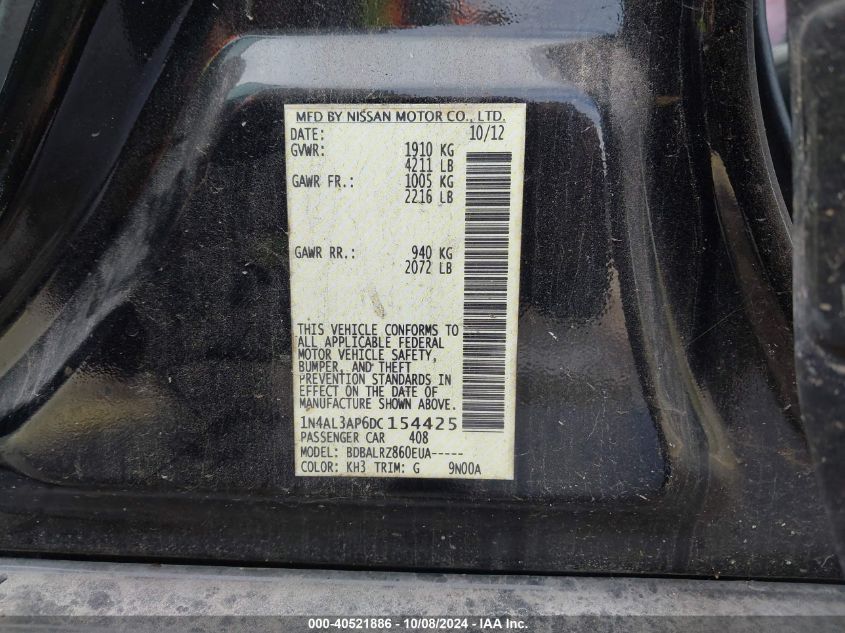 MFD BY NISSAN MOTOR CO., LTD.
DATE: 10/12
GVWR: 1910 KG
4211 LB
GAWR FR.: 1005 KG
2216 LB
GAWR RR.: 940 KG
2072 LB
THIS VEHICLE CONFORMS TO
ALL APPLICABLE FEDERAL
MOTOR VEHICLE SAFETY,
BUMPER, AND THEFT
PREVENTION STANDARDS IN
EFFECT ON THE DATE OF
MANUFACTURE SHOWN ABOVE.
1N4AL3AP6DC154425
PASSENGER CAR 408
MODEL: BDBALRZ860EUA-----
COLOR: KH3 TRIM: G 9N00A
000-40521886 - 10/08/2024 - IAAI Inc.